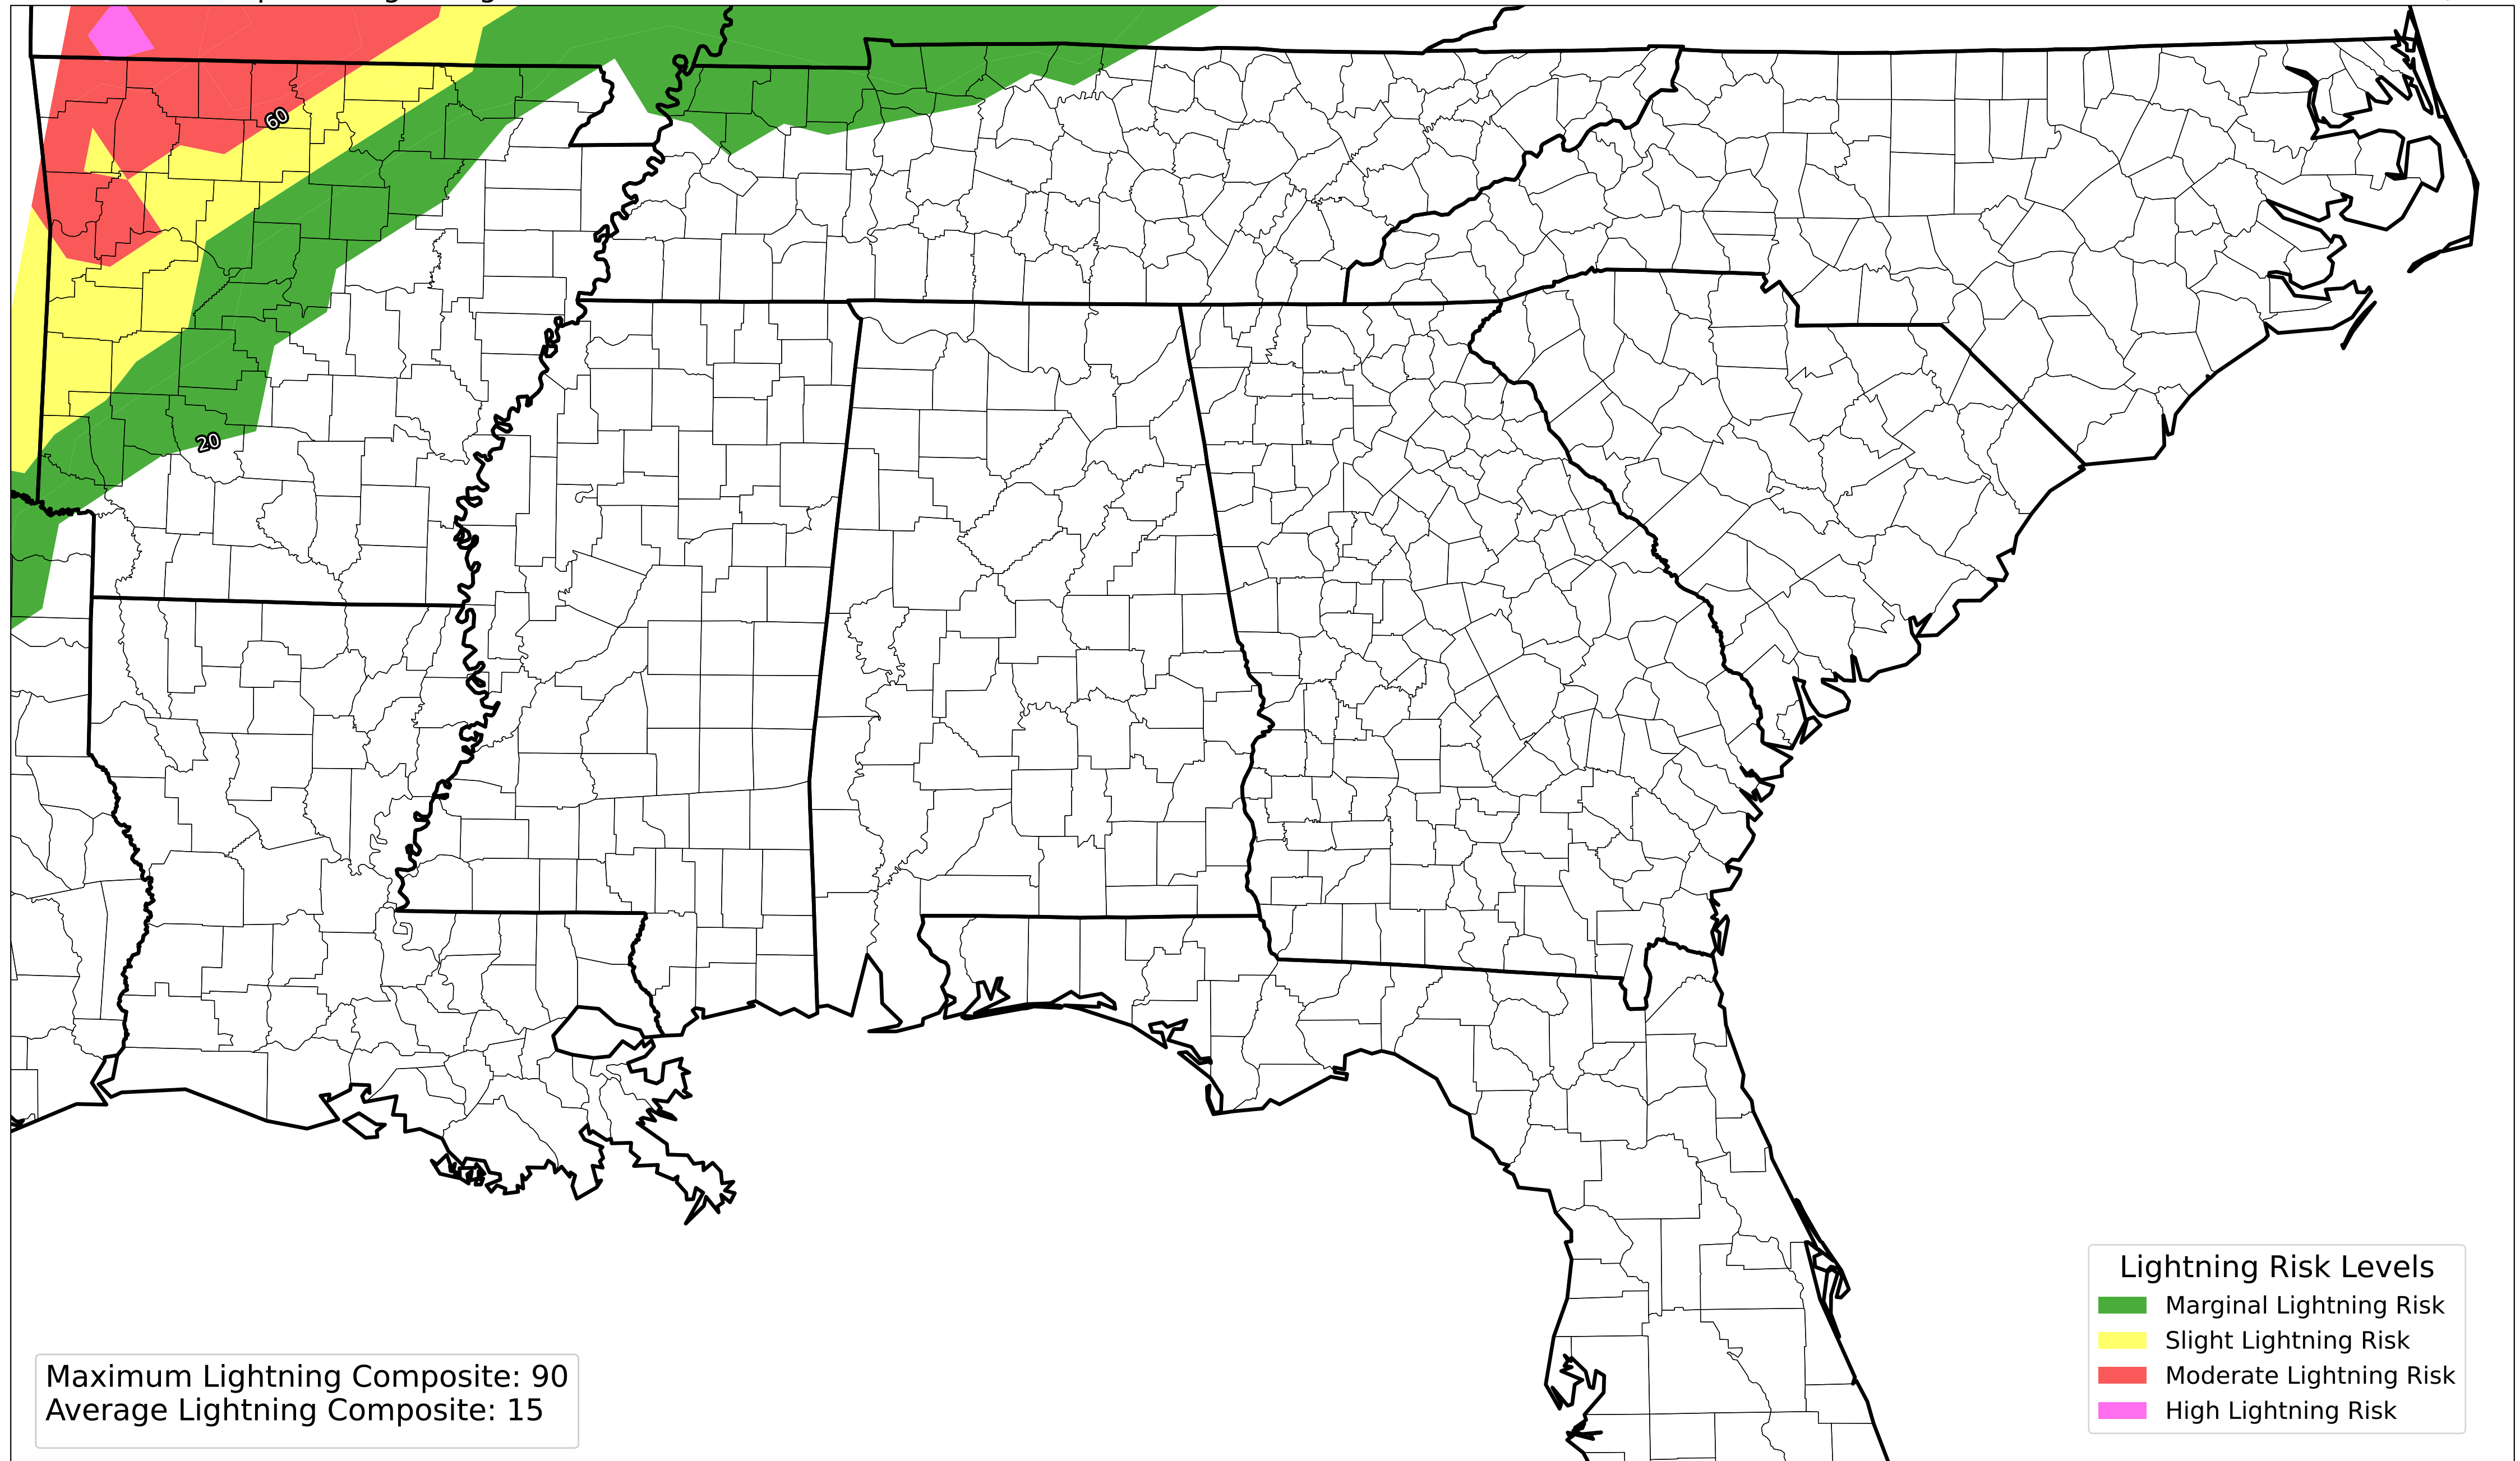 60
20
Lightning Risk Levels
Marginal Lightning Risk
Slight Lightning Risk
Moderate Lightning Risk
High Lightning Risk
Maximum Lightning Composite: 90
Average Lightning Composite: 15